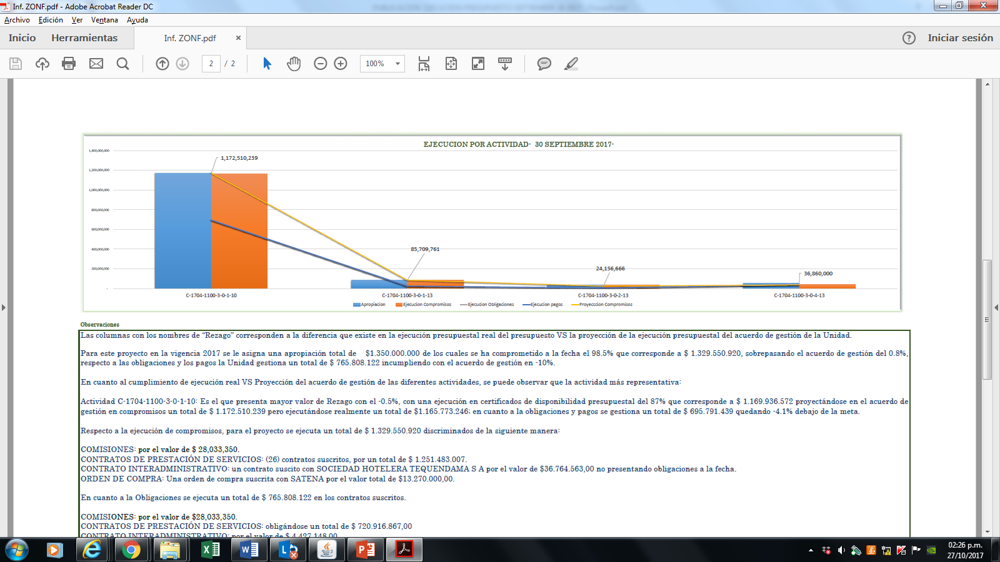 Inf. ZONF.pdf - Adobe Acrobat Reader DC
Archivo Edición Ver Ventana Ayuda
Inicio Herramientas Inf. ZONF.pdf × Iniciar sesión
2 / 2 100%
EJECUCION POR ACTIVIDAD- 30 SEPTIEMBRE 2017-
1,400,000,000
1,200,000,000
1,000,000,000
800,000,000
600,000,000
400,000,000
200,000,000
-
1,172,510,239
85,709,761
24,156,666
36,860,000
C-1704-1100-3-0-1-10 C-1704-1100-3-0-1-13 C-1704-1100-3-0-2-13 C-1704-1100-3-0-4-13
Apropiacion Ejecucion Compromisos Ejecucion Obligaciones Ejecucion pagos Proyecccion Compromisos
Observaciones
Las columnas con los nombres de “Rezago” corresponden a la diferencia que existe en la ejecución presupuestal real del presupuesto VS la proyección de la ejecución presupuestal del acuerdo de gestión de la Unidad.
Para este proyecto en la vigencia 2017 se le asigna una apropiación total de $1.350.000.000 de los cuales se ha comprometido a la fecha el 98.5% que corresponde a $ 1.329.550.920, sobrepasando el acuerdo de gestión del 0.8%,
respecto a las obligaciones y los pagos la Unidad gestiona un total de $ 765.808.122 incumpliendo con el acuerdo de gestión en -10%.
En cuanto al cumplimiento de ejecución real VS Proyección del acuerdo de gestión de las diferentes actividades, se puede observar que la actividad más representativa:
Actividad C-1704-1100-3-0-1-10: Es el que presenta mayor valor de Rezago con el -0.5%, con una ejecución en certificados de disponibilidad presupuestal del 87% que corresponde a $ 1.169.936.572 proyectándose en el acuerdo de
gestión en compromisos un total de $ 1.172.510.239 pero ejecutándose realmente un total de $1.165.773.246; en cuanto a la obligaciones y pagos se gestiona un total de $ 695.791.439 quedando -4.1% debajo de la meta.
Respecto a la ejecución de compromisos, para el proyecto se ejecuta un total de $ 1.329.550.920 discriminados de la siguiente manera:
COMISIONES: por el valor de $ 28,033,350.
CONTRATOS DE PRESTACIÓN DE SERVICIOS: (26) contratos suscritos, por un total de $ 1.251.483.007.
CONTRATO INTERADMINISTRATIVO: un contrato suscito con SOCIEDAD HOTELERA TEQUENDAMA S A por el valor de $36.764.563,00 no presentando obligaciones a la fecha.
ORDEN DE COMPRA: Una orden de compra suscrita con SATENA por el valor total de $13.270.000,00.
En cuanto a la Obligaciones se ejecuta un total de $ 765.808.122 en los contratos suscritos.
COMISIONES: por el valor de $28,033,350.
CONTRATOS DE PRESTACIÓN DE SERVICIOS: obligándose un total de $ 720.916.867,00
CONTRATO INTERADMINISTRATIVO: por el valor de $ 4.427.148,00
02:26 p.m.
27/10/2017